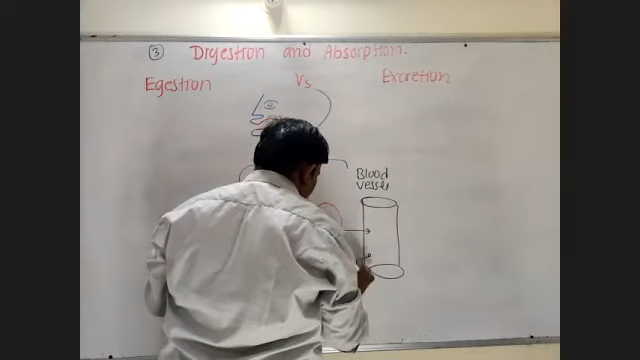 ③ Digestion and Absorption.
Egestion Vs Excretion
Blood
vessel